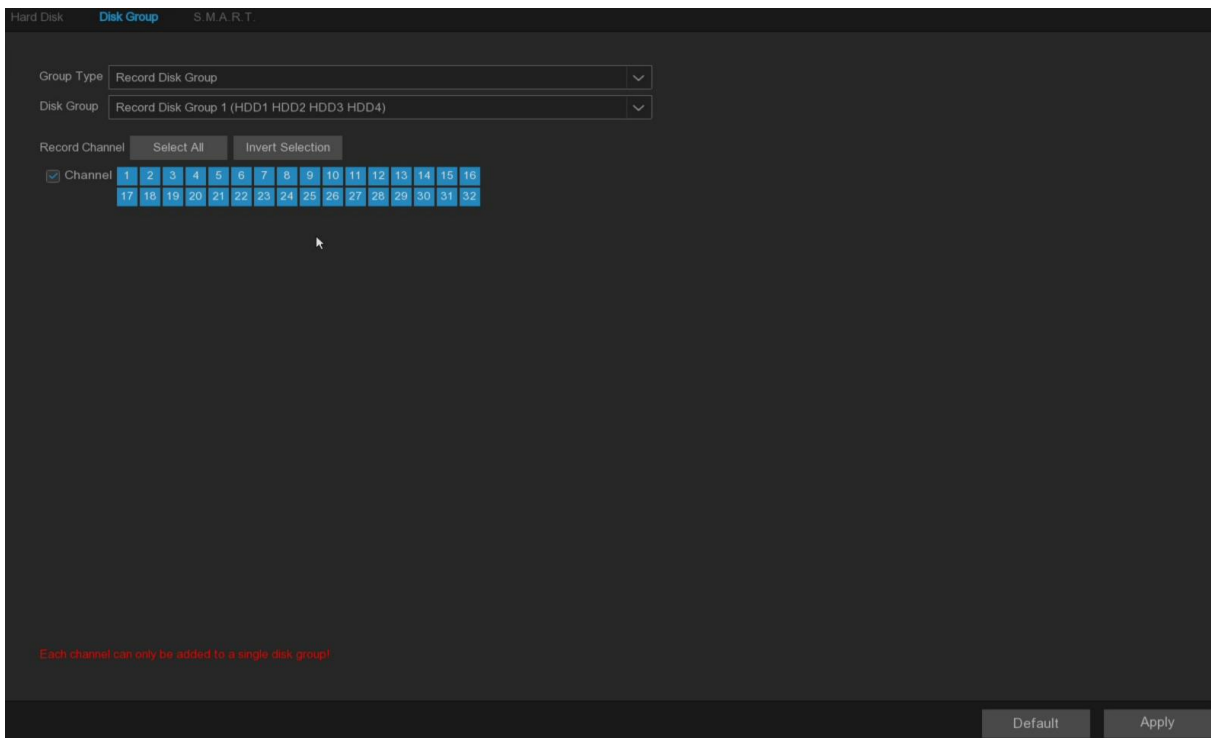 Hard Disk Disk Group S.M.A.R.T.
Group Type Record Disk Group
Disk Group Record Disk Group 1 (HDD1 HDD2 HDD3 HDD4)
Record Channel Select All Invert Selection
Channel 1 2 3 4 5 6 7 8 9 10 11 12 13 14 15 16
17 18 19 20 21 22 23 24 25 26 27 28 29 30 31 32
Each channel can only be added to a single disk group!
Default Apply